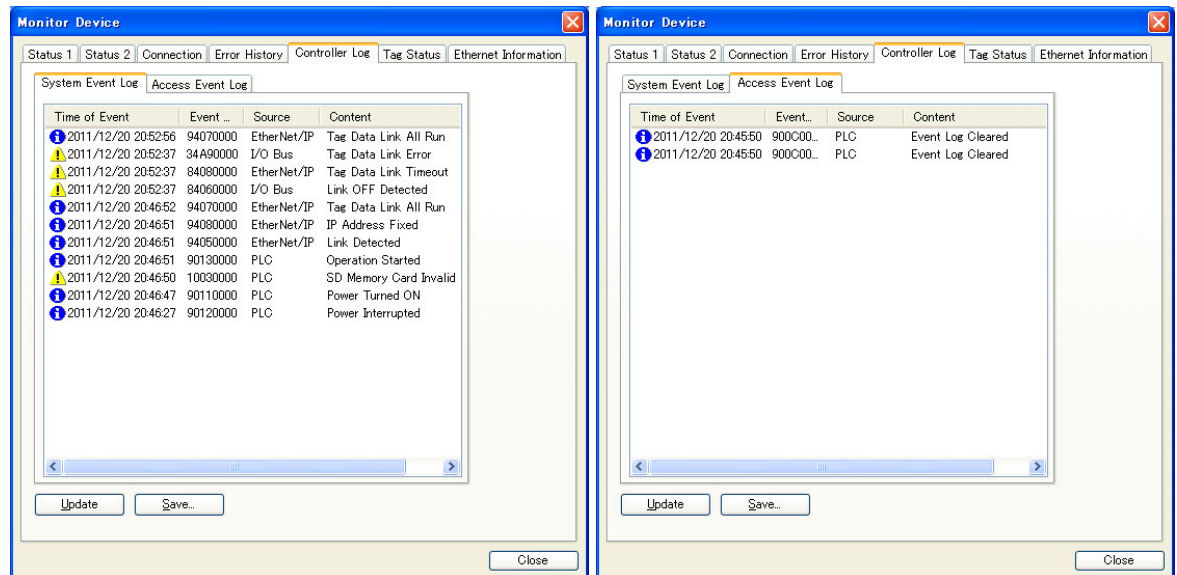 Monitor Device
Status 1 Status 2 Connection Error History Controller Log Tag Status Ethernet Information
System Event Log Access Event Log
Time of Event Event ... Source Content
2011/12/20 20:52:56 94070000 EtherNet/IP Tag Data Link All Run
2011/12/20 20:52:37 34A90000 I/O Bus Tag Data Link Error
2011/12/20 20:52:37 84080000 EtherNet/IP Tag Data Link Timeout
2011/12/20 20:52:37 84060000 I/O Bus Link OFF Detected
2011/12/20 20:46:52 94070000 EtherNet/IP Tag Data Link All Run
2011/12/20 20:46:51 94080000 EtherNet/IP IP Address Fixed
2011/12/20 20:46:51 94050000 EtherNet/IP Link Detected
2011/12/20 20:46:51 90130000 PLC Operation Started
2011/12/20 20:46:50 10030000 PLC SD Memory Card Invalid
2011/12/20 20:46:47 90110000 PLC Power Turned ON
2011/12/20 20:46:27 90120000 PLC Power Interrupted
Update Save...
Close
Monitor Device
Status 1 Status 2 Connection Error History Controller Log Tag Status Ethernet Information
System Event Log Access Event Log
Time of Event Event... Source Content
2011/12/20 20:45:50 900C00... PLC Event Log Cleared
2011/12/20 20:45:50 900C00... PLC Event Log Cleared
Update Save...
Close